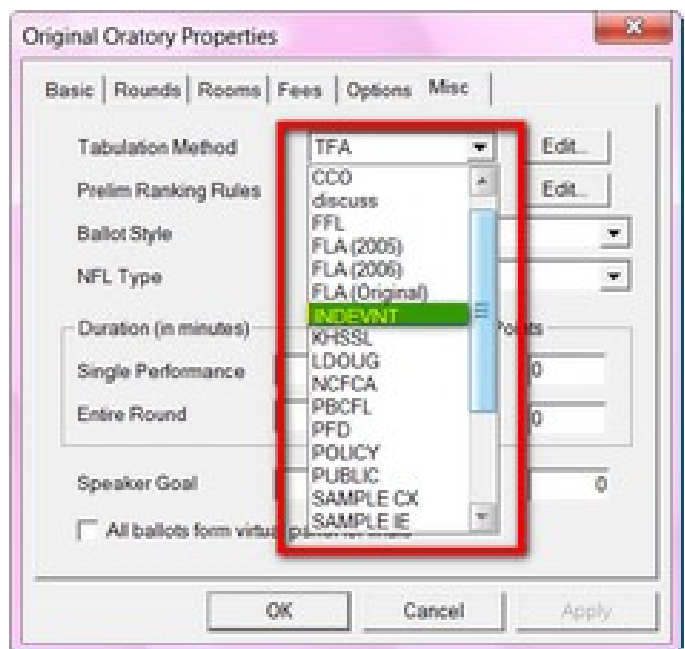 Original Oratory Properties
Basic Rounds Rooms Fees Options Misc
Tabulation Method TFA Edit...
Prelim Ranking Rules Edit...
Ballot Style
NFL Type
CCO
discuss
FFL
FLA (2005)
FLA (2006)
FLA (Original)
INDEVNT
KHSSL
LDOUG
NCFCA
PBCFL
PFD
POLICY
PUBLIC
SAMPLE CX
SAMPLE IE
Duration (in minutes)
Single Performance 0
Entire Round 0
Speaker Goal 0
All ballots form
OK Cancel Apply